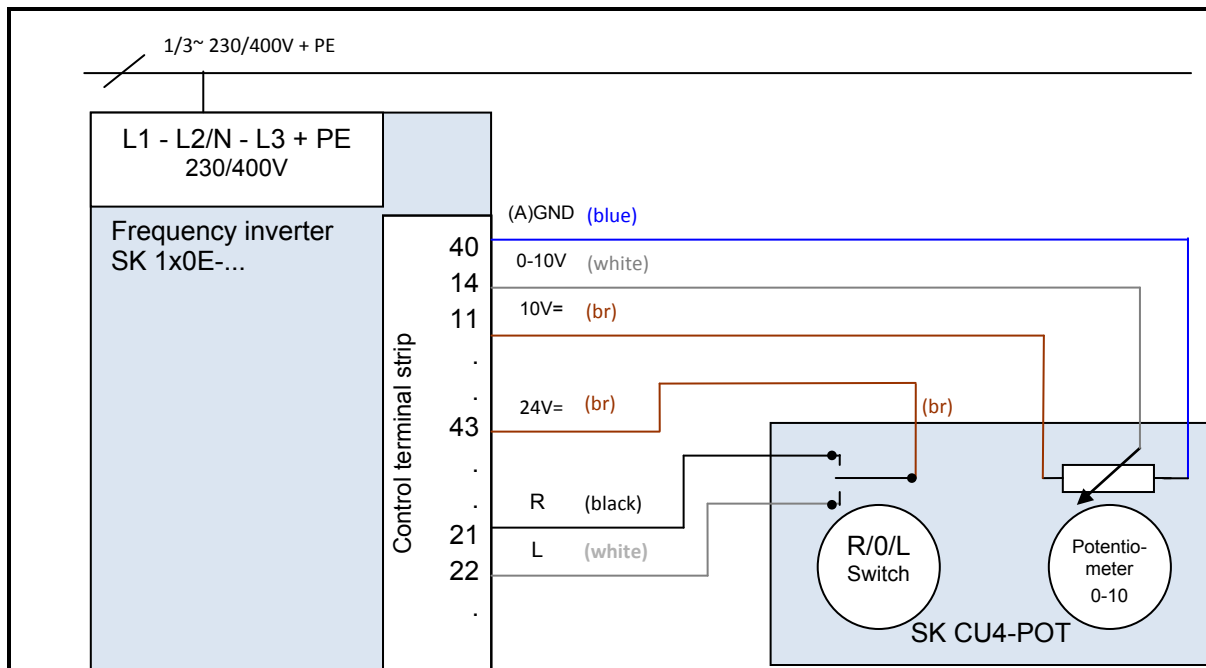 1/3~ 230/400V + PE
L1 - L2/N - L3 + PE
230/400V
Frequency inverter
SK 1x0E-...
Control terminal strip
40
14
11
.
.
43
.
.
21
22
.
(A)GND (blue)
0-10V (white)
10V= (br)
24V= (br)
(br)
R (black)
L (white)
R/0/L
Switch
Potentio-
meter
0-10
SK CU4-POT